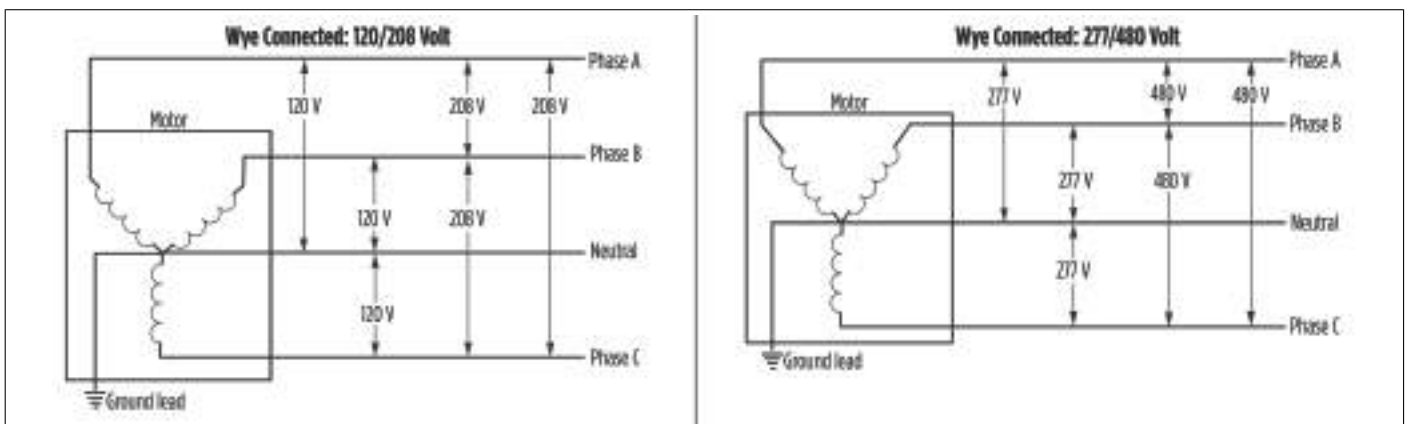 Wye Connected: 120/208 Volt
Phase A
120 V
208 V
208 V
Motor
Phase B
120 V
208 V
Neutral
120 V
Phase C
Ground lead
Wye Connected: 277/480 Volt
Phase A
277 V
480 V
480 V
Motor
Phase B
277 V
480 V
Neutral
277 V
Phase C
Ground lead